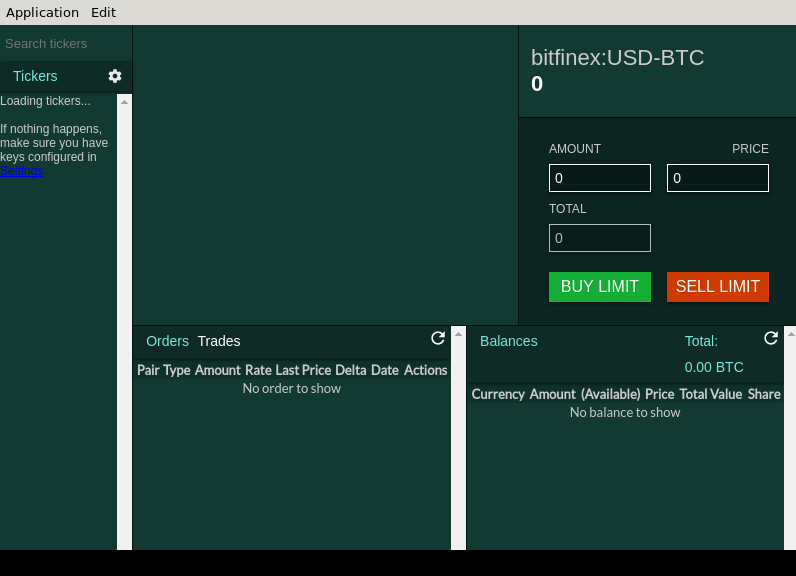 Application Edit
Search tickers
Tickers
Loading tickers...
If nothing happens,
make sure you have
keys configured in
Settings
bitfinex:USD-BTC
0
AMOUNT PRICE
0 0
TOTAL
0
BUY LIMIT SELL LIMIT
Orders Trades
Pair Type Amount Rate Last Price Delta Date Actions
No order to show
Balances Total:
0.00 BTC
Currency Amount (Available) Price Total Value Share
No balance to show